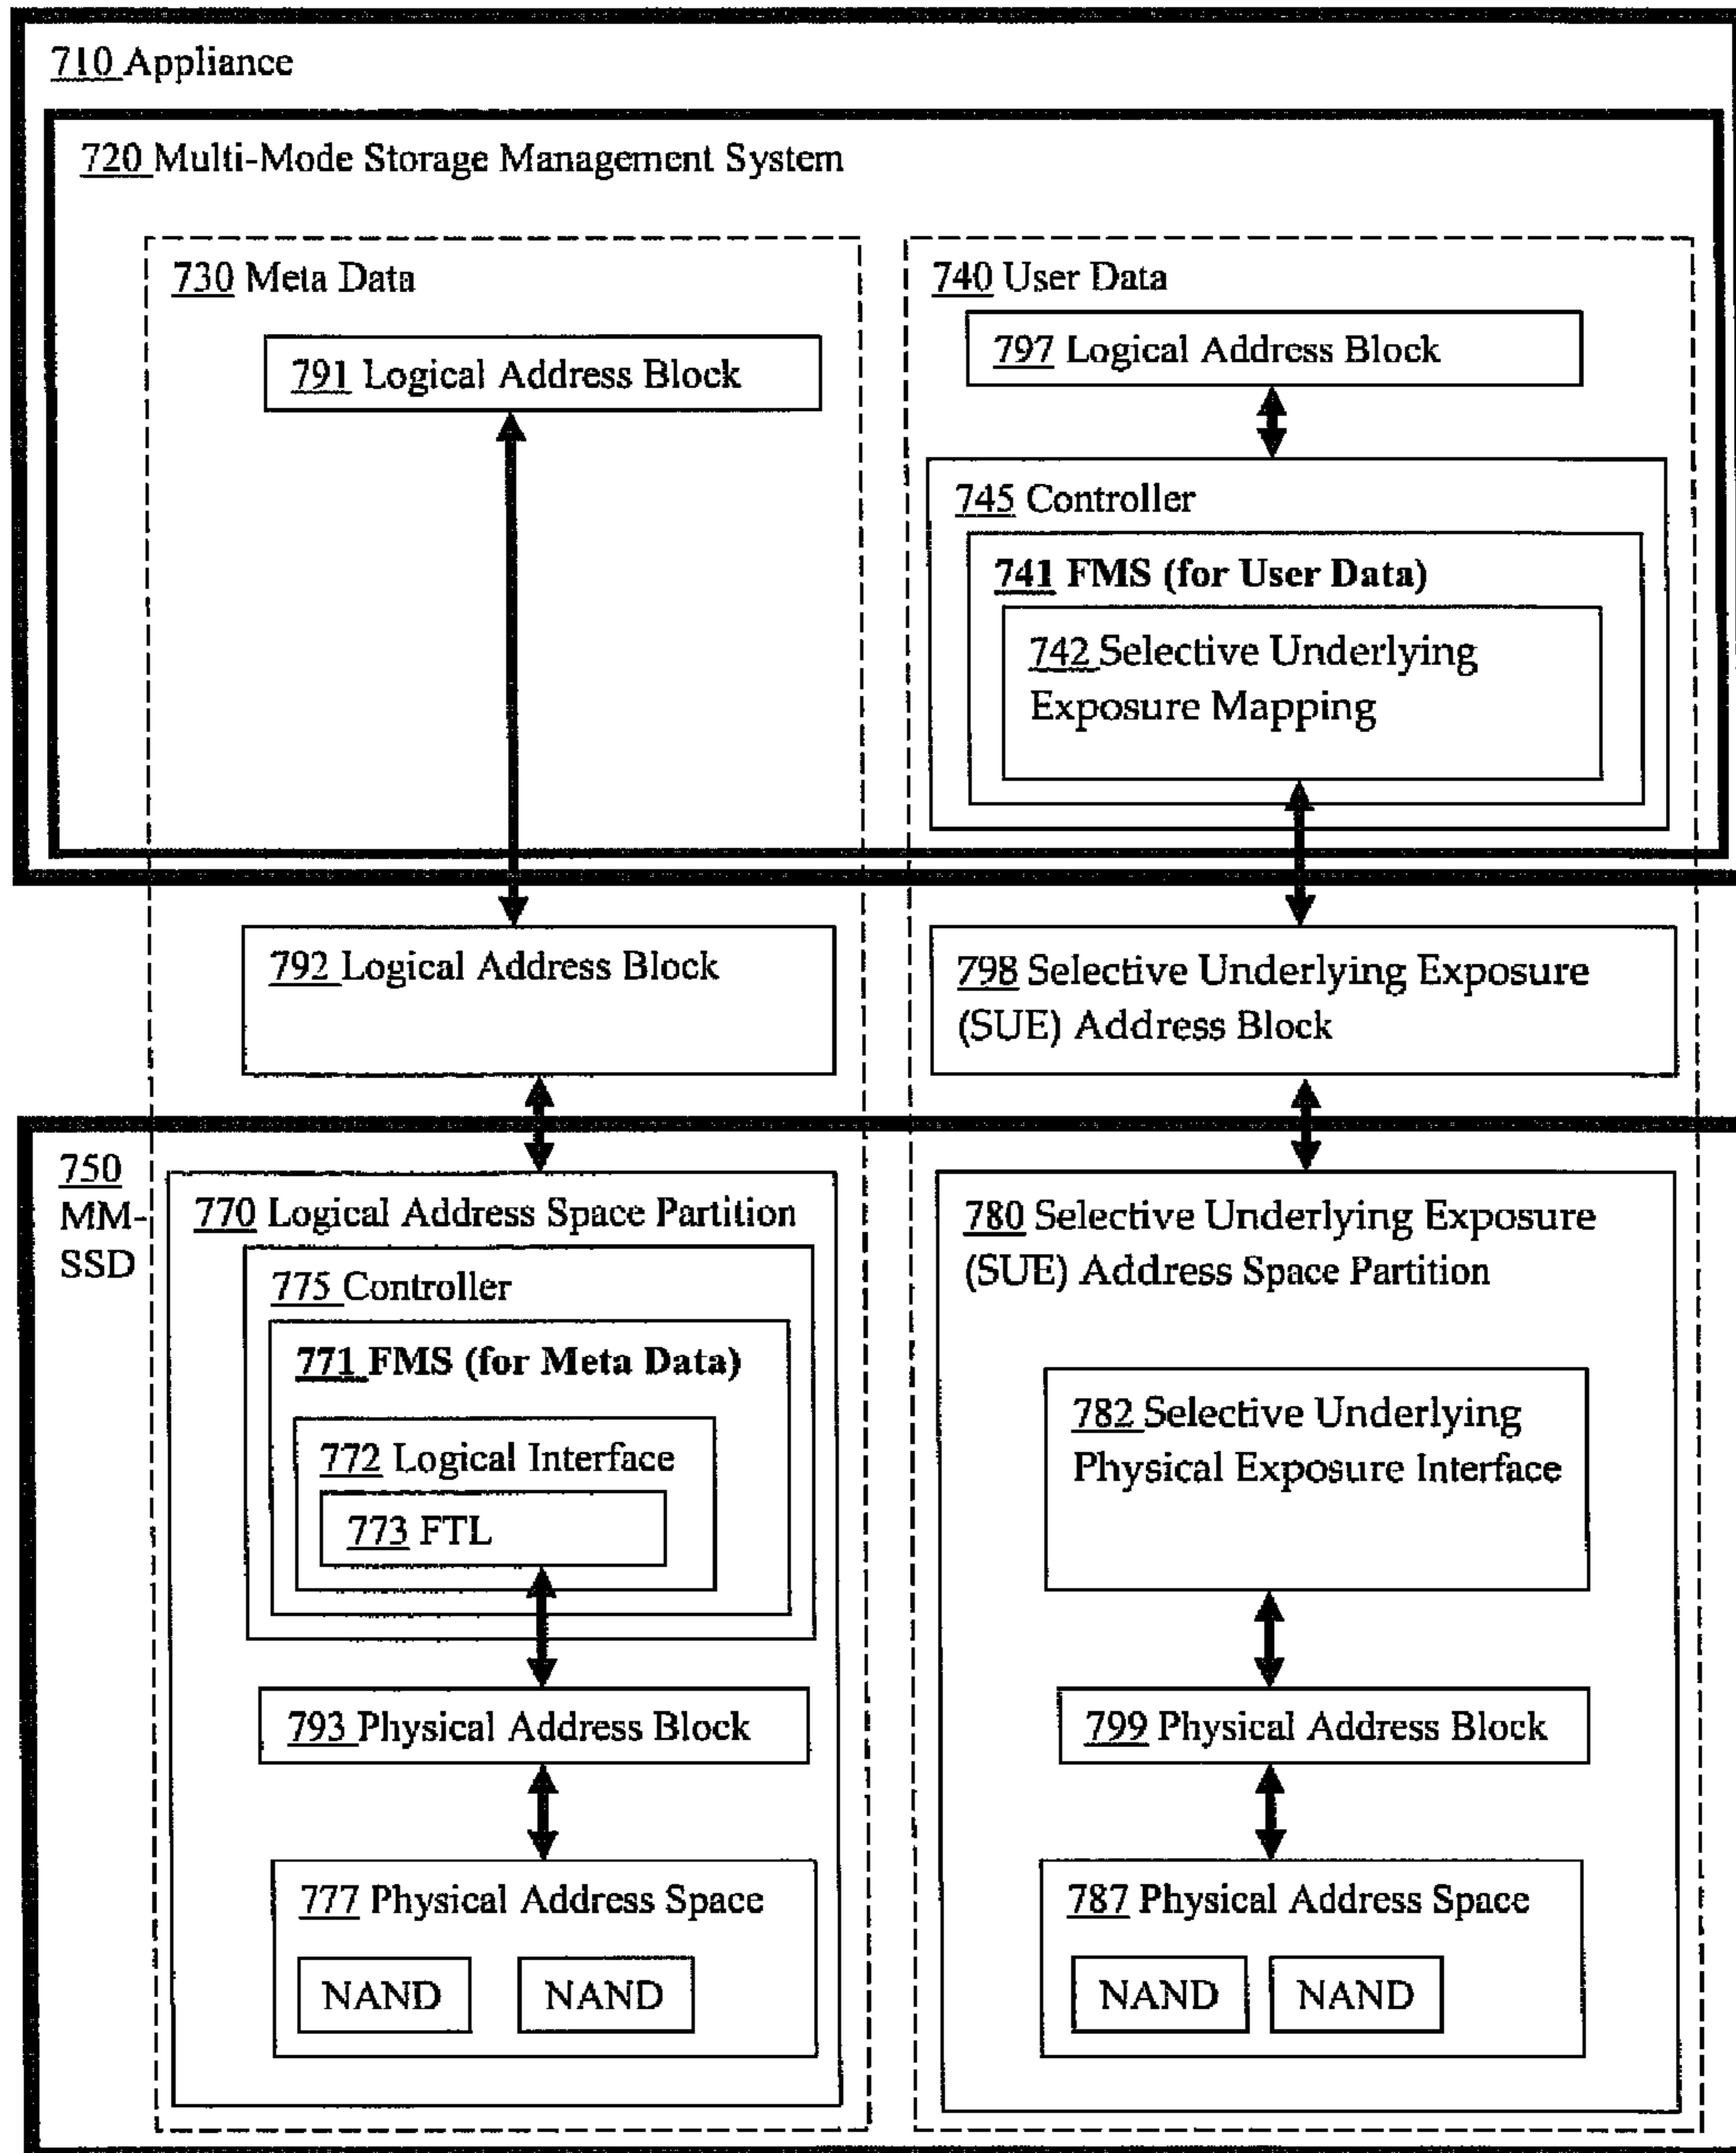 710 Appliance
720 Multi-Mode Storage Management System
730 Meta Data
791 Logical Address Block
740 User Data
797 Logical Address Block
745 Controller
741 FMS (for User Data)
742 Selective Underlying
Exposure Mapping
792 Logical Address Block
798 Selective Underlying Exposure
(SUE) Address Block
750
MM-
SSD
770 Logical Address Space Partition
775 Controller
771 FMS (for Meta Data)
772 Logical Interface
773 FTL
793 Physical Address Block
777 Physical Address Space
NAND NAND
780 Selective Underlying Exposure
(SUE) Address Space Partition
782 Selective Underlying
Physical Exposure Interface
799 Physical Address Block
787 Physical Address Space
NAND NAND